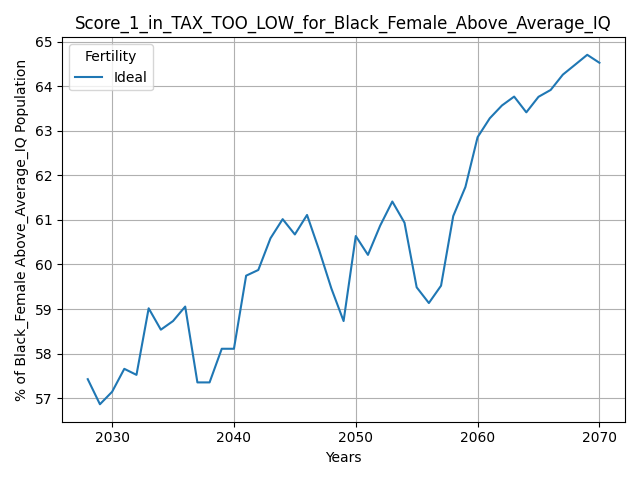 Score_1_in_TAX_TOO_LOW_for_Black_Female_Above_Average_IQ
% of Black_Female Above_Average_IQ Population
65
64
63
62
61
60
59
58
57
Fertility
Ideal
2030 2040 2050 2060 2070
Years